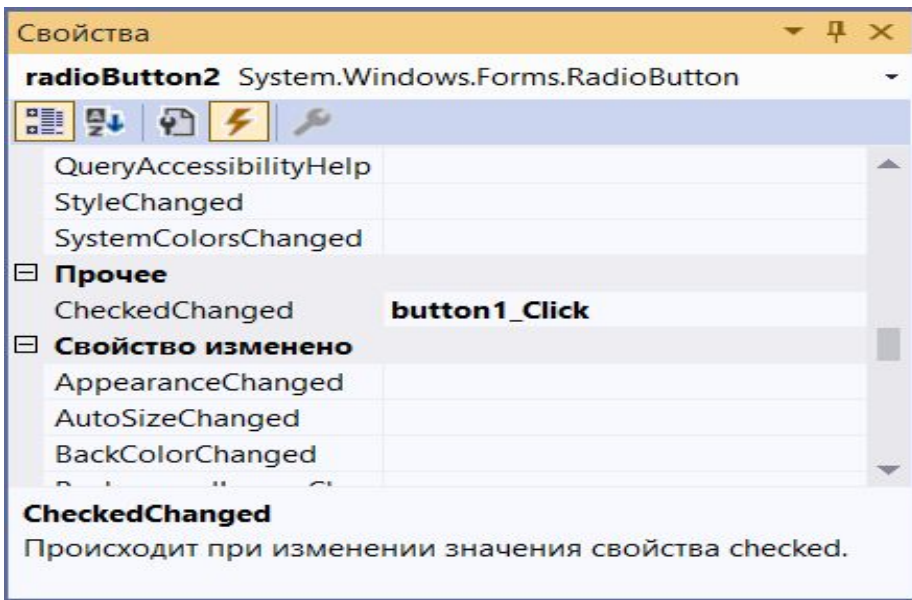 Свойства
radioButton2 System.Windows.Forms.RadioButton
QueryAccessibilityHelp
StyleChanged
SystemColorsChanged
Прочее
CheckedChanged button1_Click
Свойство изменено
AppearanceChanged
AutoSizeChanged
BackColorChanged
CheckedChanged
Происходит при изменении значения свойства checked.